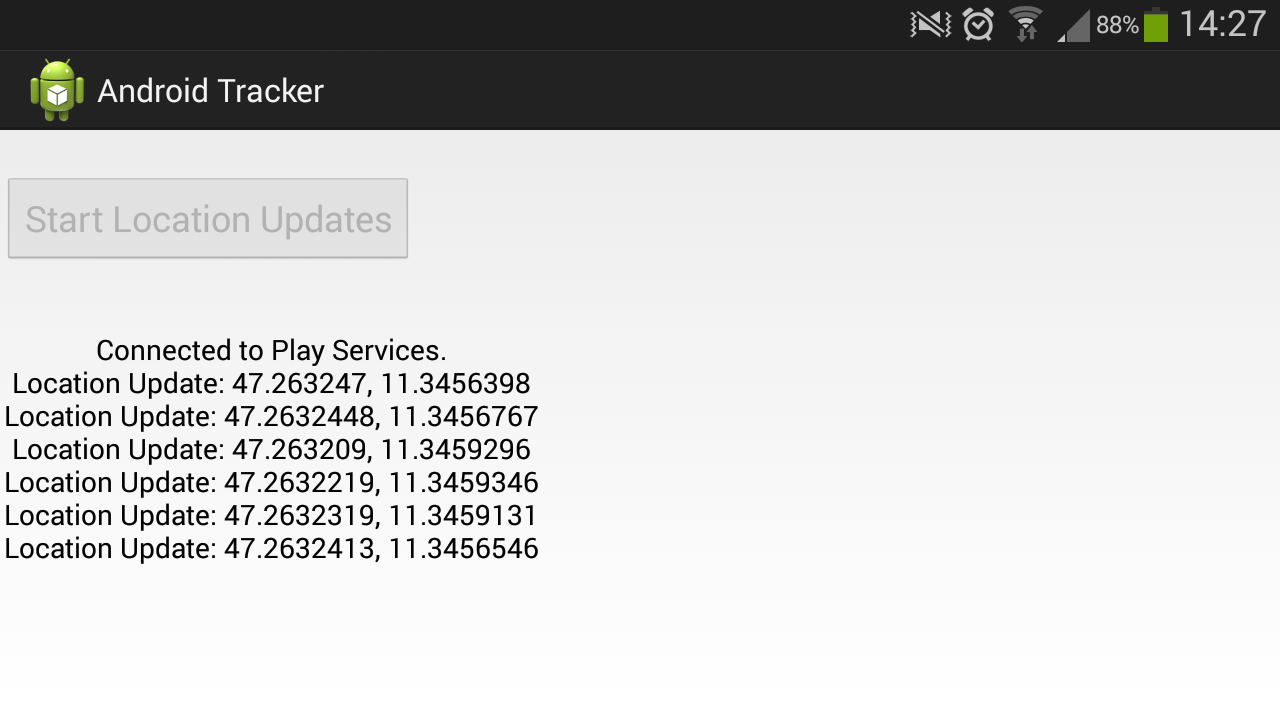 88% 14:27
Android Tracker
Start Location Updates
Connected to Play Services.
Location Update: 47.263247, 11.3456398
Location Update: 47.2632448, 11.3456767
Location Update: 47.263209, 11.3459296
Location Update: 47.2632219, 11.3459346
Location Update: 47.2632319, 11.3459131
Location Update: 47.2632413, 11.3456546